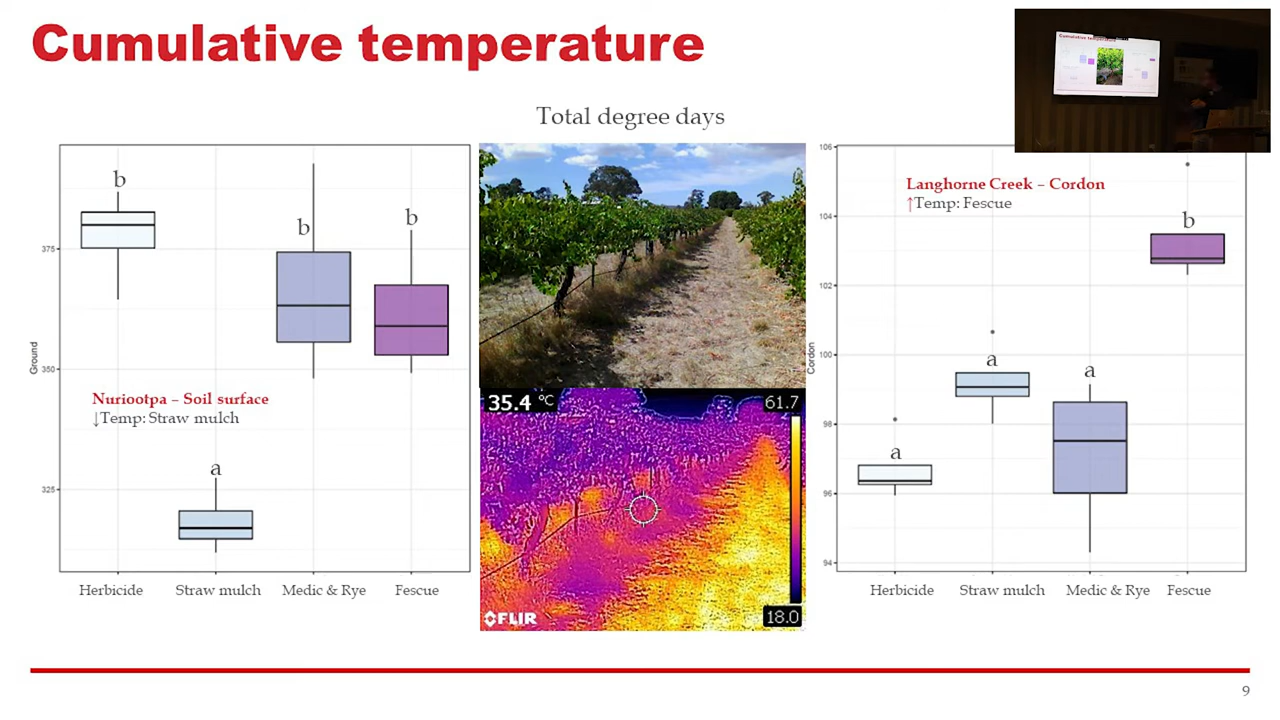 Cumulative temperature
Total degree days
b
b
b
a
375
350
325
Ground
Nuriootpa – Soil surface
↓Temp: Straw mulch
Herbicide
Straw mulch
Medic & Rye
Fescue
35.4 °C
61.7
18.0
FLIR
106
104
102
100
98
96
94
Cordon
Langhorne Creek – Cordon
↑Temp: Fescue
a
a
a
b
Herbicide
Straw mulch
Medic & Rye
Fescue
Cumulative temperature
9